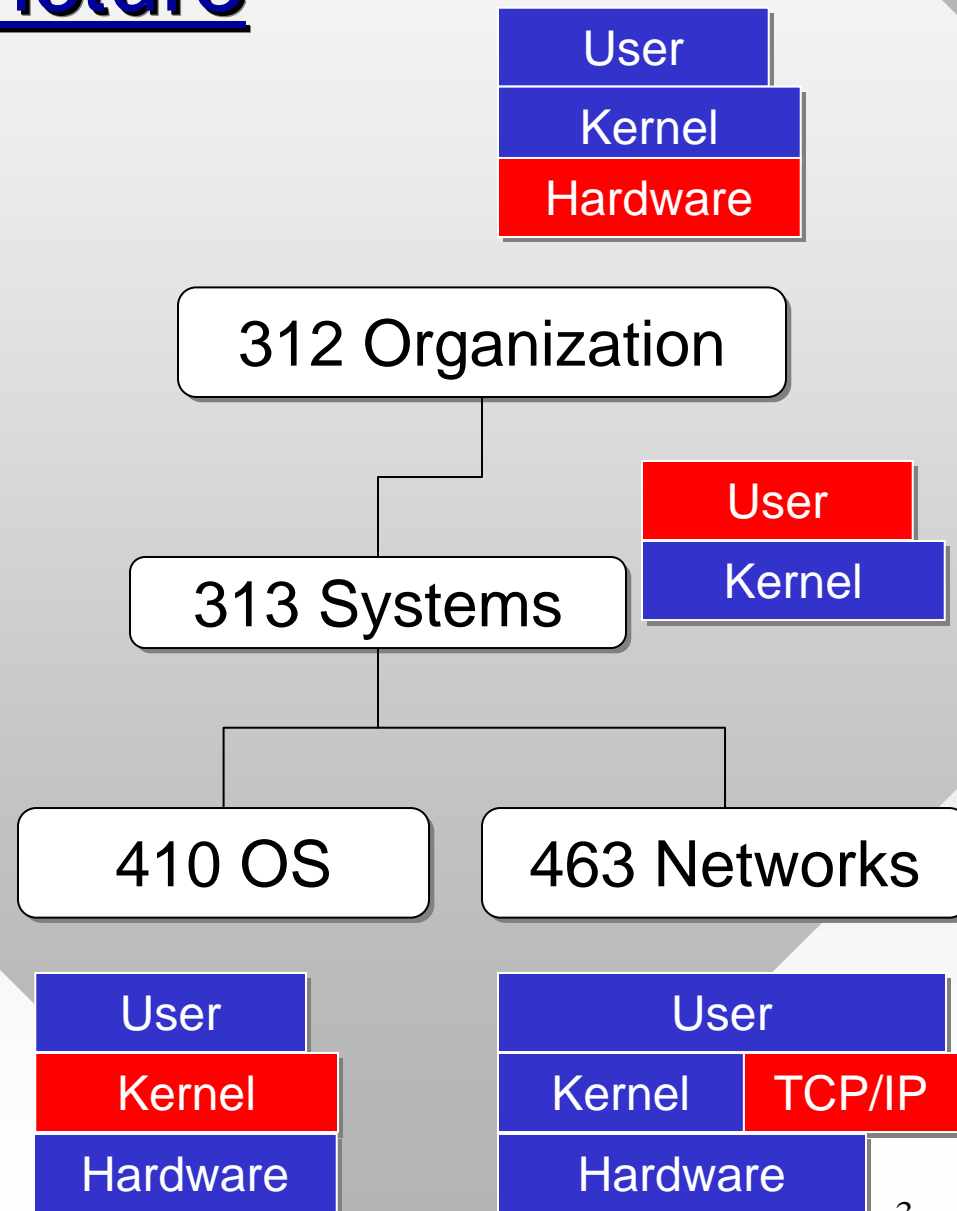 User
Kernel
Hardware
312 Organization
User
Kernel
313 Systems
410 OS
463 Networks
User
Kernel
Hardware
User
Kernel TCP/IP
Hardware